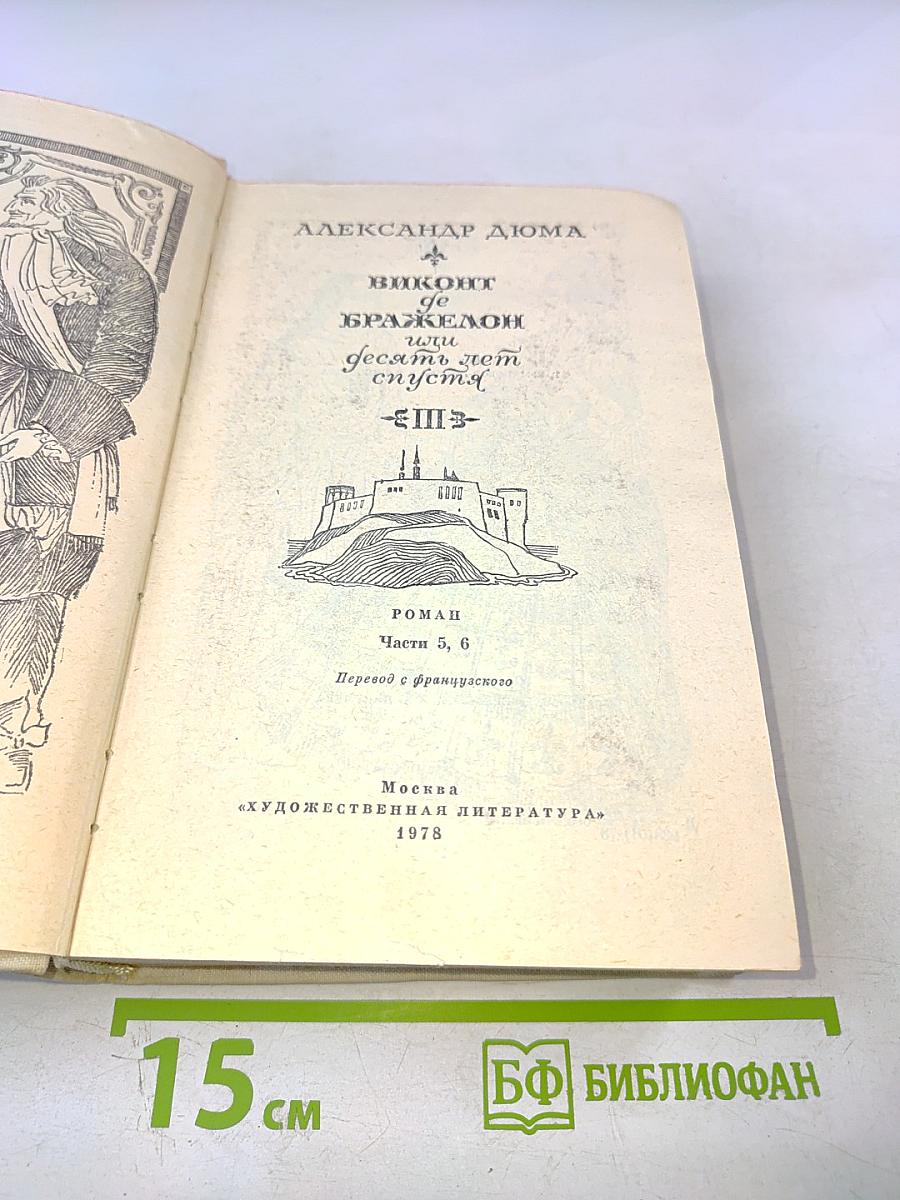 АЛЕКСАНДР ДЮМА
ВИКОНТ
де
БРАЖЕЛОН
или
десять лет
спустя
III
РОМАН
Части 5, 6
Перевод с французского
Москва
«ХУДОЖЕСТВЕННАЯ ЛИТЕРАТУРА»
1978
15 см
БФ БИБЛИОФАН